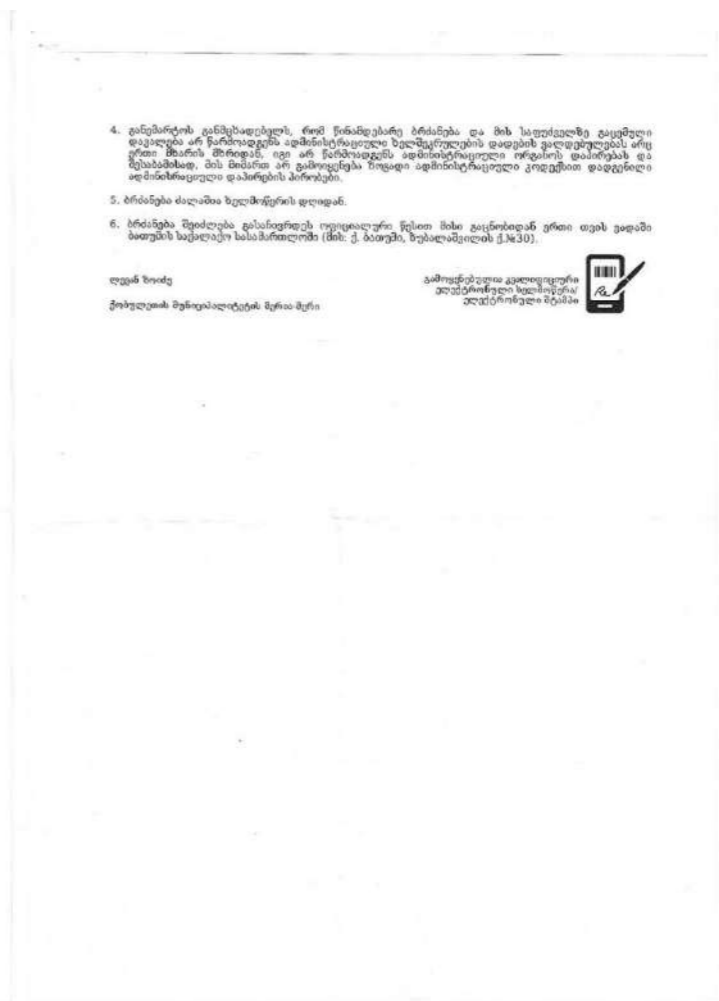 4. განემარტოს განმცხადებელს, რომ წინამდებარე ბრძანება და მის საფუძველზე გაცემული
დავალება არ წარმოადგენს ადმინისტრაციული ხელშეკრულების დადების ვალდებულებას არც
ერთი მხარის მხრიდან, იგი არ წარმოადგენს ადმინისტრაციული ორგანოს დაპირებას და
შესაბამისად, მის მიმართ არ გამოიყენება ზოგადი ადმინისტრაციული კოდექსით დადგენილი
ადმინისრაციული დაპირების პირობები.
5. ბრძანება ძალაშია ხელმოწერის დღიდან.
6. ბრძანება შეიძლება გასაჩივრდეს ოფიციალური წესით მისი გაცნობიდან ერთი თვის ვადაში
ბათუმის საქალაქო სასამართლოში (მის: ქ. ბათუმი, ზუბალაშვილის ქ.№30).
ლევან ზოიძე
ქობულეთის მუნიციპალიტეტის მერია-მერი
გამოყენებულია კვალიფიციური
ელექტრონული ხელმოწერა/
ელექტრონული შტამპი